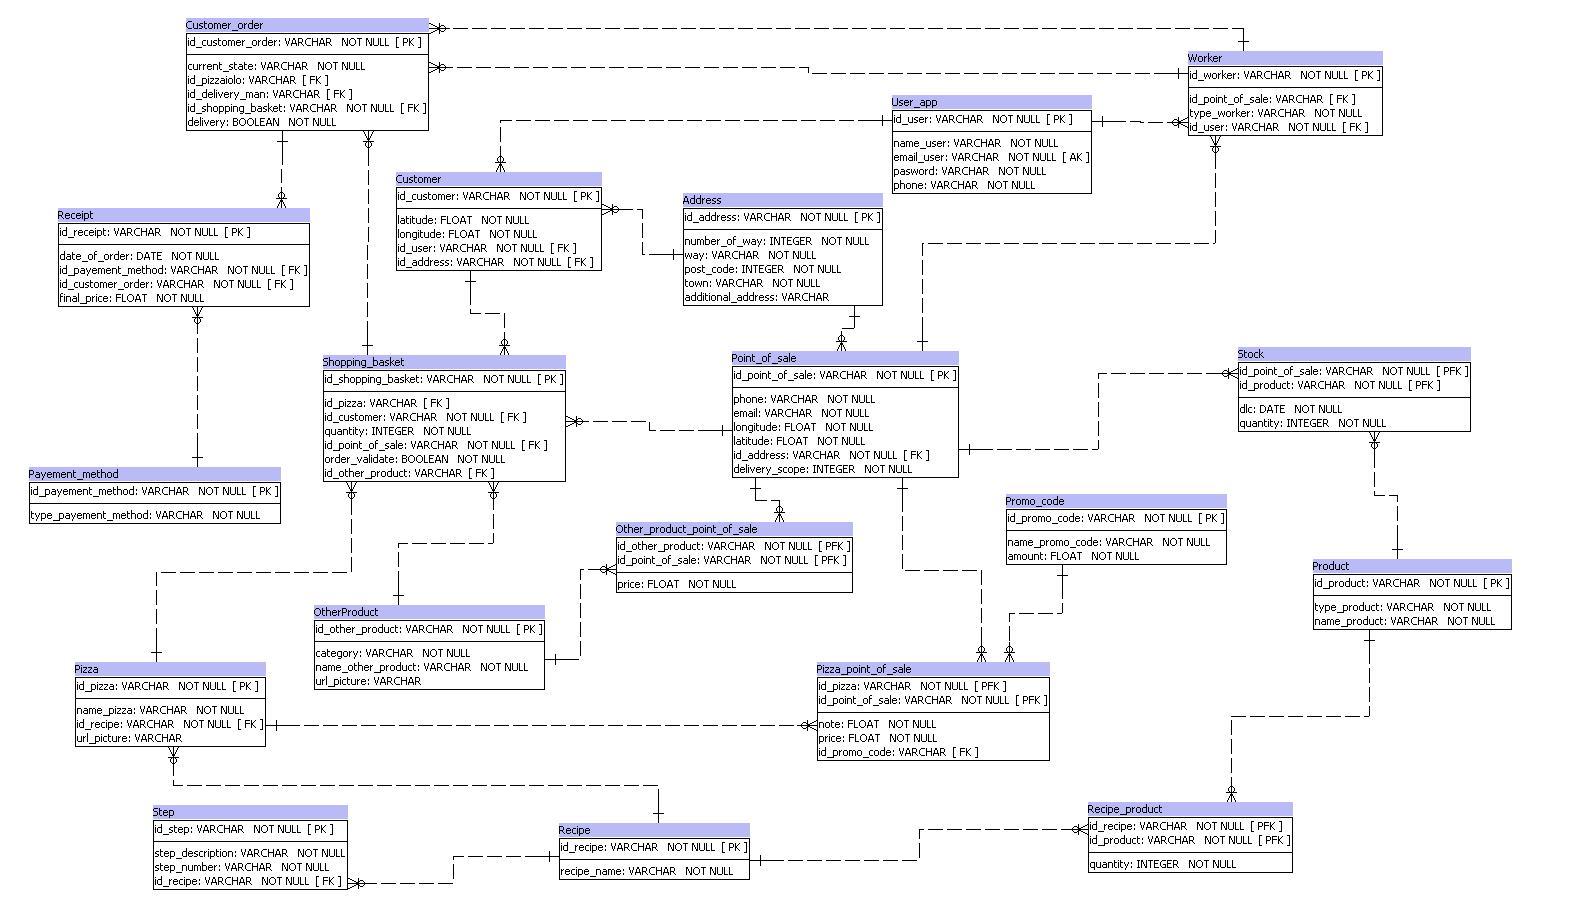 Customer_order
id_customer_order: VARCHAR NOT NULL [ PK ]
current_state: VARCHAR NOT NULL
id_pizzaiolo: VARCHAR [ FK ]
id_delivery_man: VARCHAR [ FK ]
id_shopping_basket: VARCHAR NOT NULL [ FK ]
delivery: BOOLEAN NOT NULL
Worker
id_worker: VARCHAR NOT NULL [ PK ]
id_point_of_sale: VARCHAR [ FK ]
type_worker: VARCHAR NOT NULL
id_user: VARCHAR NOT NULL [ FK ]
User_app
id_user: VARCHAR NOT NULL [ PK ]
name_user: VARCHAR NOT NULL
email_user: VARCHAR NOT NULL [ AK ]
pasword: VARCHAR NOT NULL
phone: VARCHAR NOT NULL
Customer
id_customer: VARCHAR NOT NULL [ PK ]
latitude: FLOAT NOT NULL
longitude: FLOAT NOT NULL
id_user: VARCHAR NOT NULL [ FK ]
id_address: VARCHAR NOT NULL [ FK ]
Address
id_address: VARCHAR NOT NULL [ PK ]
number_of_way: INTEGER NOT NULL
way: VARCHAR NOT NULL
post_code: INTEGER NOT NULL
town: VARCHAR NOT NULL
additional_address: VARCHAR
Receipt
id_receipt: VARCHAR NOT NULL [ PK ]
date_of_order: DATE NOT NULL
id_payement_method: VARCHAR NOT NULL [ FK ]
id_customer_order: VARCHAR NOT NULL [ FK ]
final_price: FLOAT NOT NULL
Shopping_basket
id_shopping_basket: VARCHAR NOT NULL [ PK ]
id_pizza: VARCHAR [ FK ]
id_customer: VARCHAR NOT NULL [ FK ]
quantity: INTEGER NOT NULL
id_point_of_sale: VARCHAR NOT NULL [ FK ]
order_validate: BOOLEAN NOT NULL
id_other_product: VARCHAR [ FK ]
Point_of_sale
id_point_of_sale: VARCHAR NOT NULL [ PK ]
phone: VARCHAR NOT NULL
email: VARCHAR NOT NULL
longitude: FLOAT NOT NULL
latitude: FLOAT NOT NULL
id_address: VARCHAR NOT NULL [ FK ]
delivery_scope: INTEGER NOT NULL
Stock
id_point_of_sale: VARCHAR NOT NULL [ PFK ]
id_product: VARCHAR NOT NULL [ PFK ]
dlc: DATE NOT NULL
quantity: INTEGER NOT NULL
Payement_method
id_payement_method: VARCHAR NOT NULL [ PK ]
type_payement_method: VARCHAR NOT NULL
Promo_code
id_promo_code: VARCHAR NOT NULL [ PK ]
name_promo_code: VARCHAR NOT NULL
amount: FLOAT NOT NULL
Other_product_point_of_sale
id_other_product: VARCHAR NOT NULL [ PFK ]
id_point_of_sale: VARCHAR NOT NULL [ PFK ]
price: FLOAT NOT NULL
Product
id_product: VARCHAR NOT NULL [ PK ]
type_product: VARCHAR NOT NULL
name_product: VARCHAR NOT NULL
OtherProduct
id_other_product: VARCHAR NOT NULL [ PK ]
category: VARCHAR NOT NULL
name_other_product: VARCHAR NOT NULL
url_picture: VARCHAR
Pizza
id_pizza: VARCHAR NOT NULL [ PK ]
name_pizza: VARCHAR NOT NULL
id_recipe: VARCHAR NOT NULL [ FK ]
url_picture: VARCHAR
Pizza_point_of_sale
id_pizza: VARCHAR NOT NULL [ PFK ]
id_point_of_sale: VARCHAR NOT NULL [ PFK ]
note: FLOAT NOT NULL
price: FLOAT NOT NULL
id_promo_code: VARCHAR [ FK ]
Step
id_step: VARCHAR NOT NULL [ PK ]
step_description: VARCHAR NOT NULL
step_number: VARCHAR NOT NULL
id_recipe: VARCHAR NOT NULL [ FK ]
Recipe
id_recipe: VARCHAR NOT NULL [ PK ]
recipe_name: VARCHAR NOT NULL
Recipe_product
id_recipe: VARCHAR NOT NULL [ PFK ]
id_product: VARCHAR NOT NULL [ PFK ]
quantity: INTEGER NOT NULL